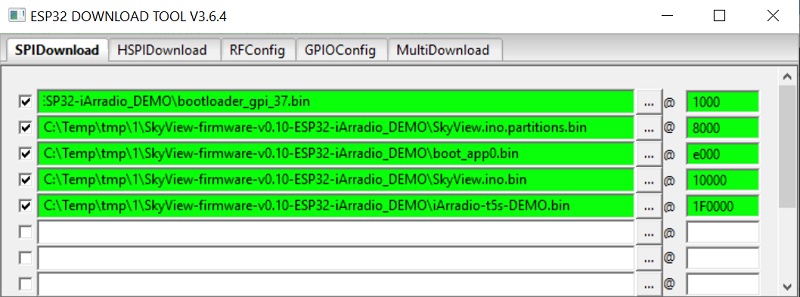 ESP32 DOWNLOAD TOOL V3.6.4
SPIDownload HSPIDownload RFConfig GPIOConfig MultiDownload
:SP32-iArradio_DEMO\bootloader_gpi_37.bin ... @ 1000
C:\Temp\tmp\1\SkyView-firmware-v0.10-ESP32-iArradio_DEMO\SkyView.ino.partitions.bin ... @ 8000
C:\Temp\tmp\1\SkyView-firmware-v0.10-ESP32-iArradio_DEMO\boot_app0.bin ... @ e000
C:\Temp\tmp\1\SkyView-firmware-v0.10-ESP32-iArradio_DEMO\SkyView.ino.bin ... @ 10000
C:\Temp\tmp\1\SkyView-firmware-v0.10-ESP32-iArradio_DEMO\iArradio-t5s-DEMO.bin ... @ 1F0000
... @
... @
... @